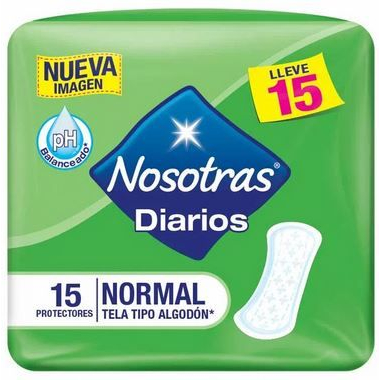 NUEVA
IMAGEN
LLEVE
15
pH
Balanceado*
Nosotras®
Diarios
15
PROTECTORES
NORMAL
TELA TIPO ALGODÓN*